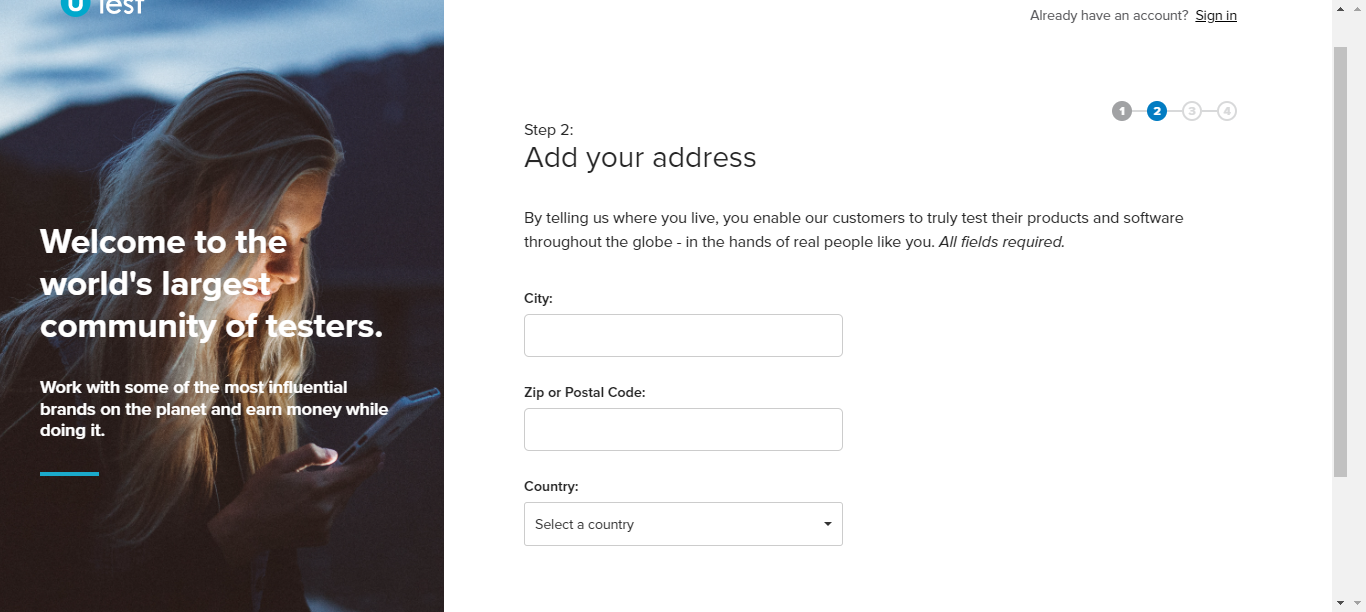 u Test
Already have an account? Sign in
1 2 3 4
Step 2:
Add your address
By telling us where you live, you enable our customers to truly test their products and software
throughout the globe - in the hands of real people like you. All fields required.
City:
Zip or Postal Code:
Country:
Select a country
Welcome to the
world's largest
community of testers.
Work with some of the most influential
brands on the planet and earn money while
doing it.